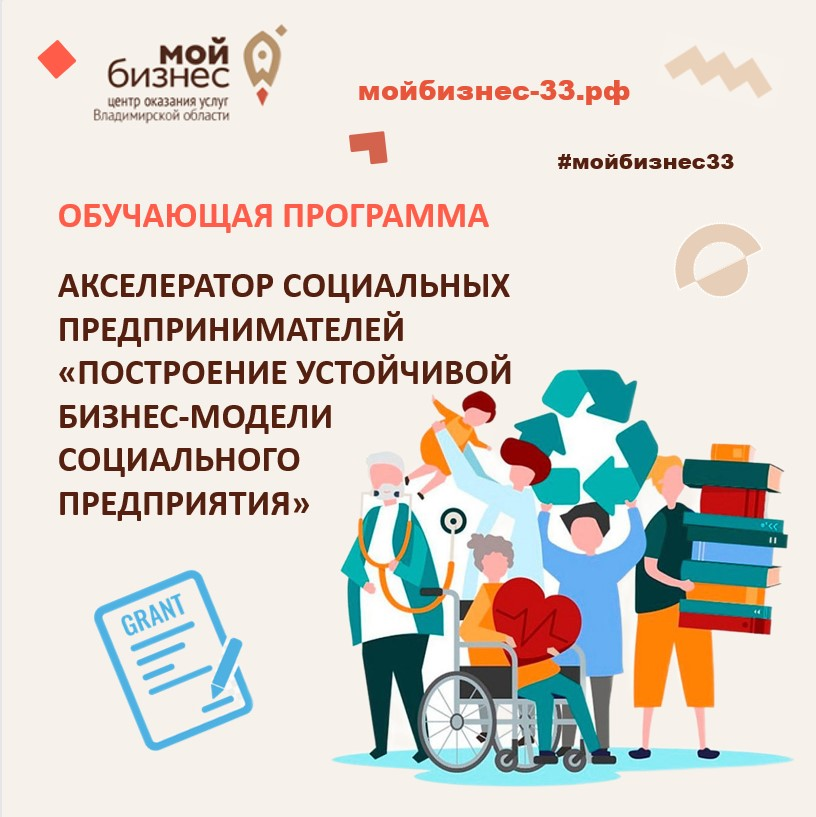 мой
бизнес
центр оказания услуг
Владимирской области
мойбизнес-33.рф
#мойбизнес33
ОБУЧАЮЩАЯ ПРОГРАММА
АКСЕЛЕРАТОР СОЦИАЛЬНЫХ
ПРЕДПРИНИМАТЕЛЕЙ
«ПОСТРОЕНИЕ УСТОЙЧИВОЙ
БИЗНЕС-МОДЕЛИ
СОЦИАЛЬНОГО
ПРЕДПРИЯТИЯ»
GRANT